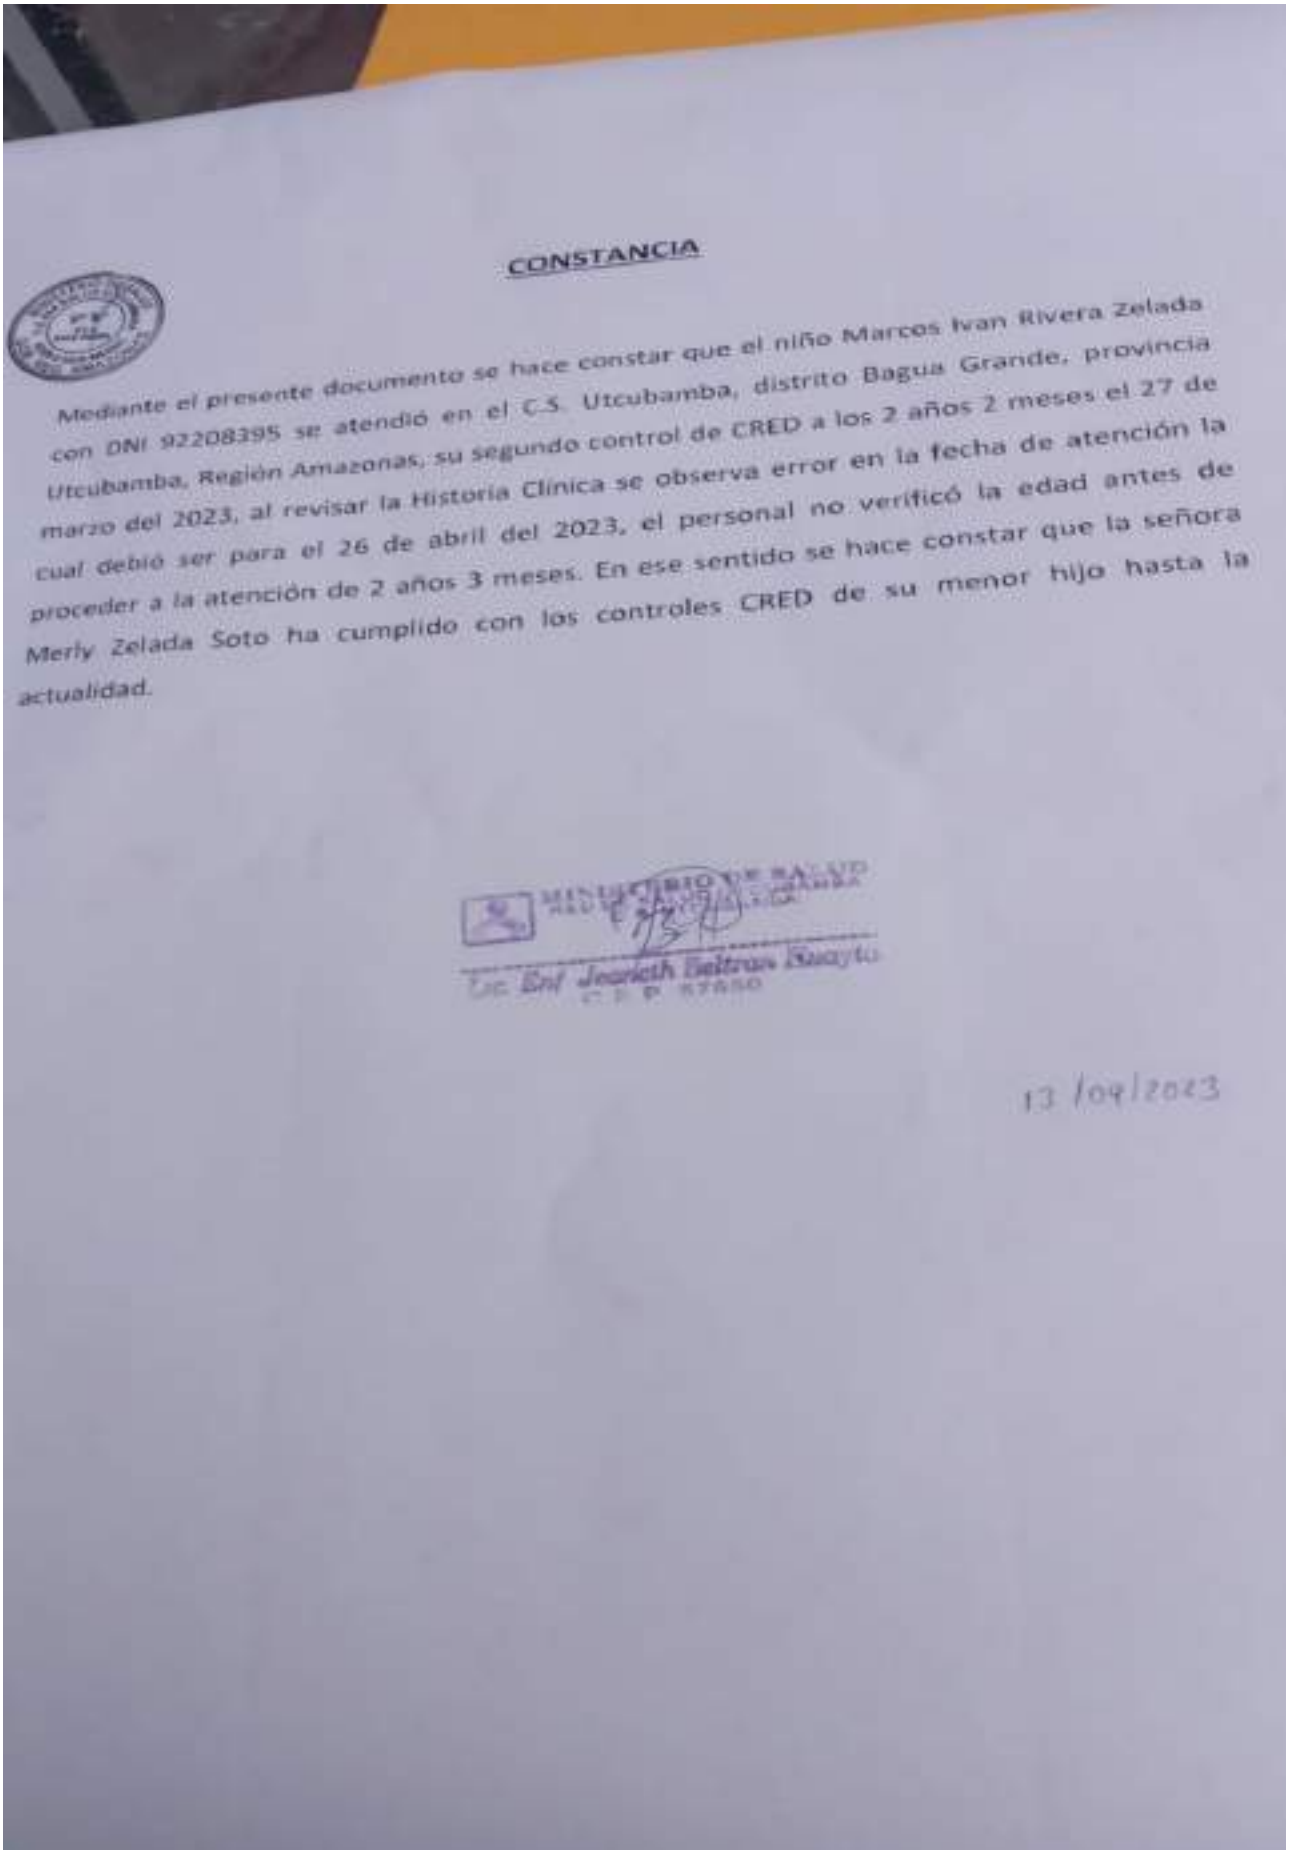 CONSTANCIA
Mediante el presente documento se hace constar que el niño Marcos Ivan Rivera Zelada
con DNI 92208395 se atendió en el C.S. Utcubamba, distrito Bagua Grande, provincia
Utcubamba, Región Amazonas, su segundo control de CRED a los 2 años 2 meses el 27 de
marzo del 2023, al revisar la Historia Clínica se observa error en la fecha de atención la
cual debió ser para el 26 de abril del 2023, el personal no verificó la edad antes de
proceder a la atención de 2 años 3 meses. En ese sentido se hace constar que la señora
Merly Zelada Soto ha cumplido con los controles CRED de su menor hijo hasta la
actualidad.
MINISTERIO DE SALUD
Lic. Enf. Beltran
C E P
13/09/2023